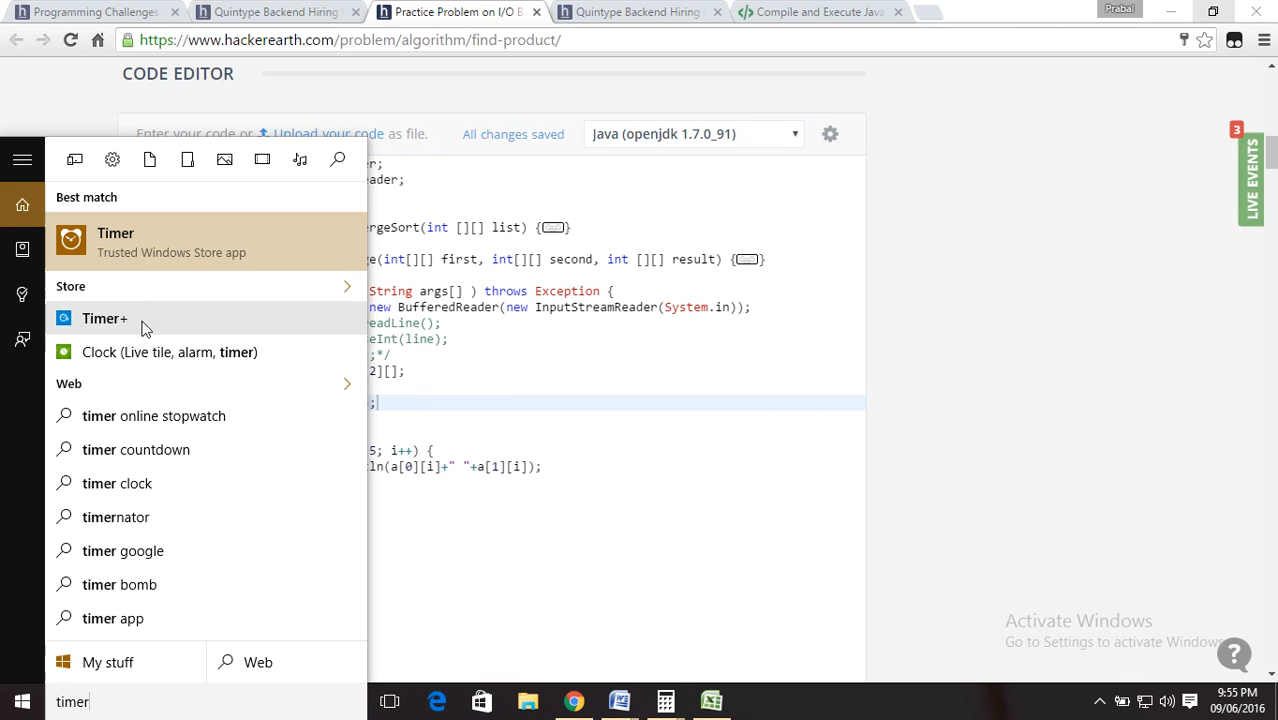 Programming Challenges
Quintype Backend Hiring
Practice Problem on I/O B
Quintype Backend Hiring
Compile and Execute Java
Prabal
https://www.hackerearth.com/problem/algorithm/find-product/
CODE EDITOR
Enter your code or Upload your code as file.
All changes saved
Java (openjdk 1.7.0_91)
3
LIVE EVENTS
er;
eader;
ergeSort(int [][] list) {
ge(int[][] first, int[][] second, int [][] result) {
String args[] ) throws Exception {
new BufferedReader(new InputStreamReader(System.in));
eadLine();
seInt(line);
;*/
2][];
;
5; i++) {
ln(a[0][i]+" "+a[1][i]);
Best match
Timer
Trusted Windows Store app
Store
Timer+
Clock (Live tile, alarm, timer)
Web
timer online stopwatch
timer countdown
timer clock
timernator
timer google
timer bomb
timer app
My stuff
Web
timer
Activate Windows
Go to Settings to activate Windows.
?
9:55 PM
09/06/2016